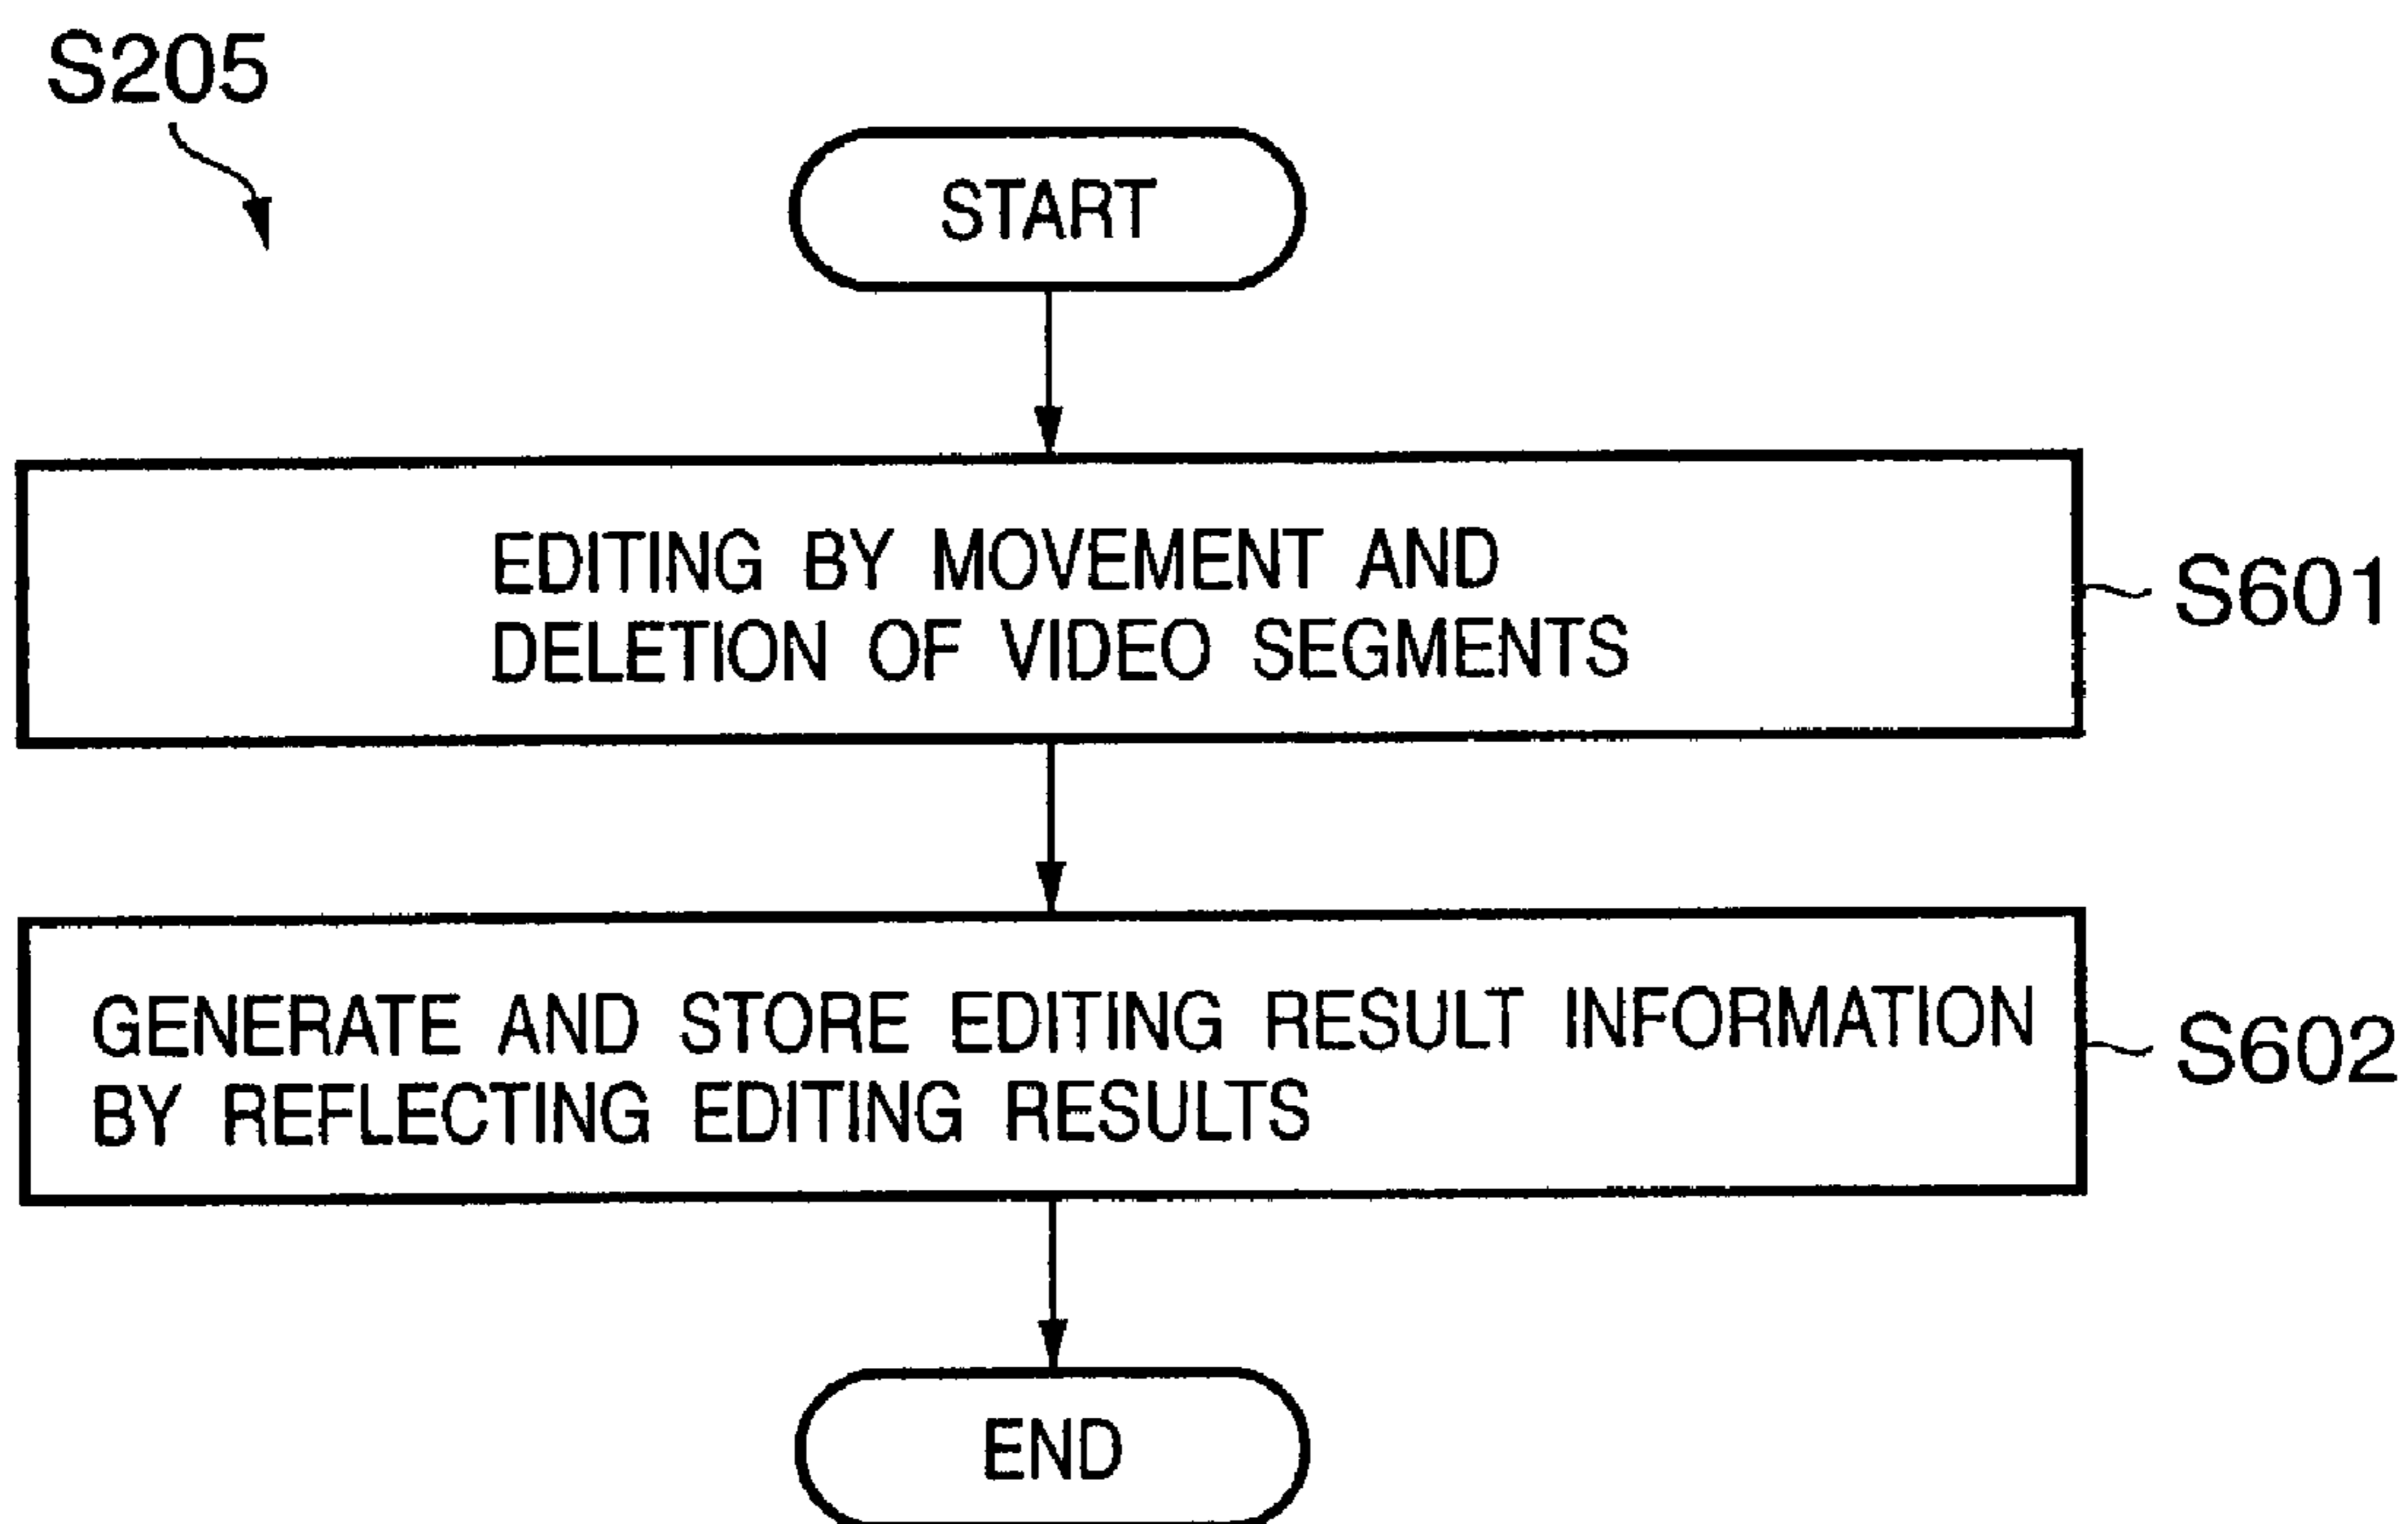 S205
START
EDITING BY MOVEMENT AND
DELETION OF VIDEO SEGMENTS
S601
GENERATE AND STORE EDITING RESULT INFORMATION
BY REFLECTING EDITING RESULTS
S602
END